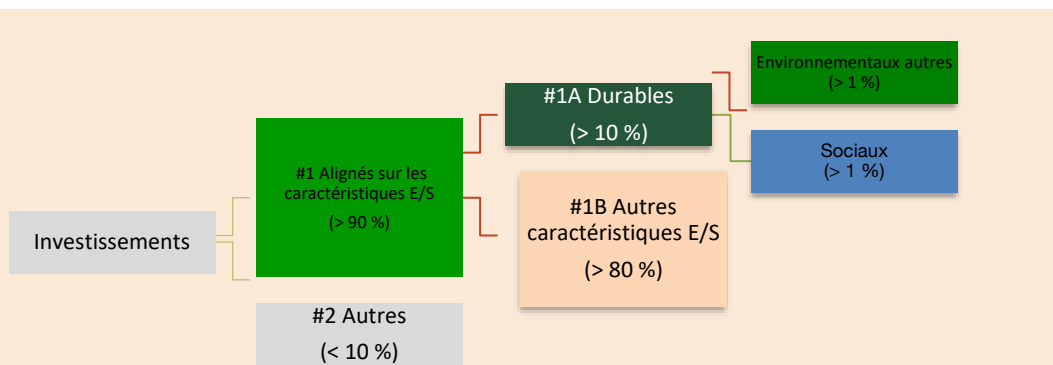 Investissements
#1 Alignés sur les
caractéristiques E/S
(> 90 %)
#2 Autres
(< 10 %)
#1A Durables
(> 10 %)
#1B Autres
caractéristiques E/S
(> 80 %)
Environnementaux autres
(> 1 %)
Sociaux
(> 1 %)